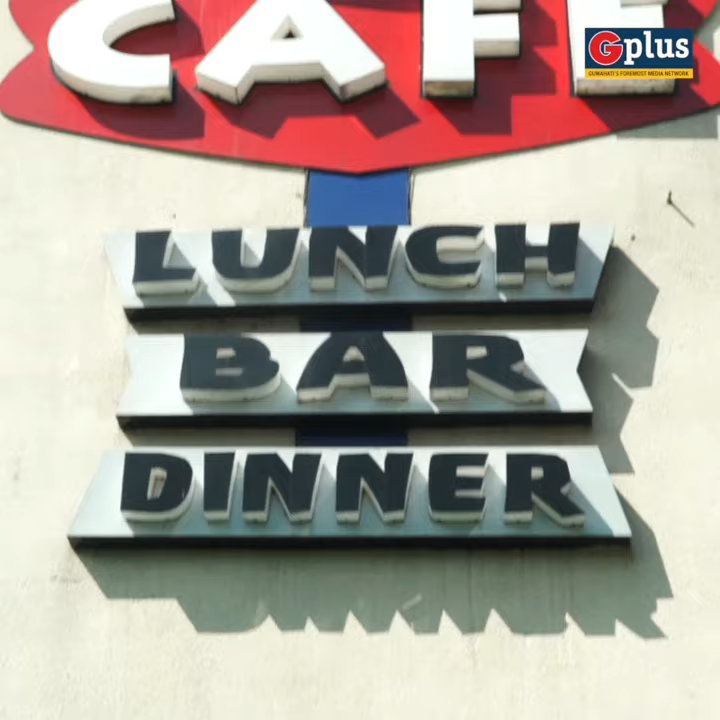 CAFE
Gplus
GUWAHATI'S FOREMOST MEDIA NETWORK
LUNCH
BAR
DINNER